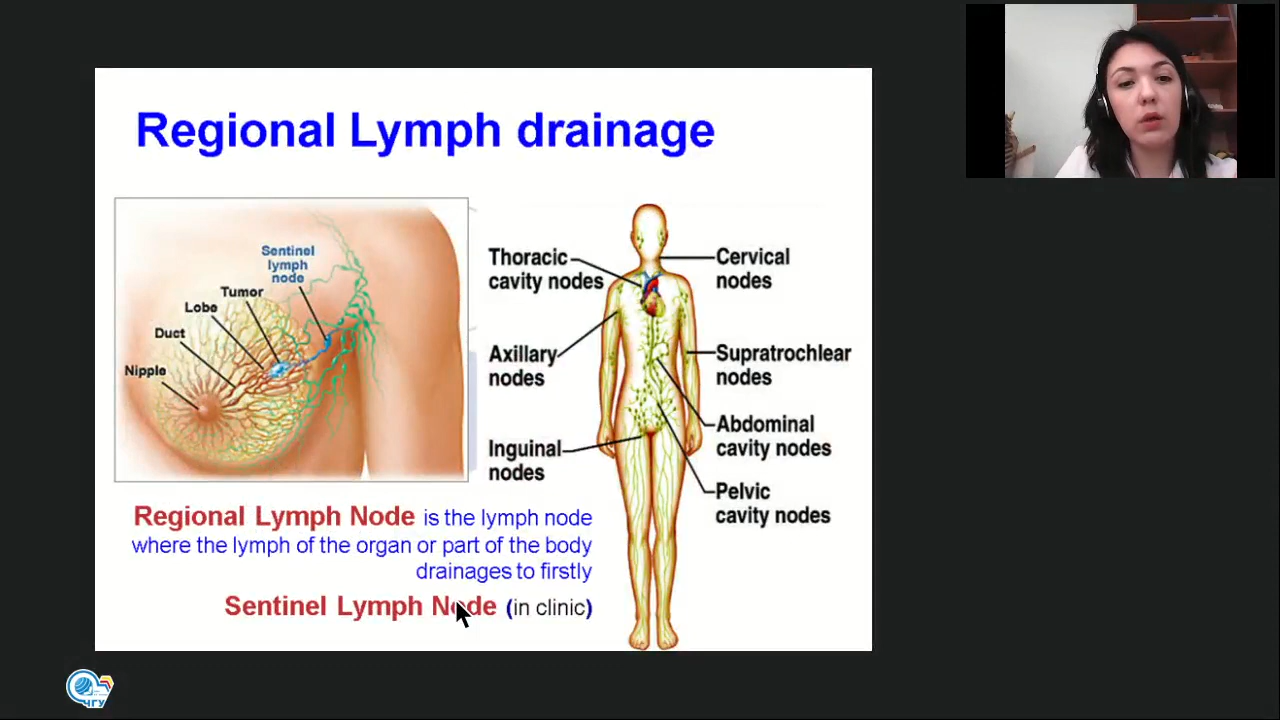 Regional Lymph drainage
Sentinel
lymph
node
Tumor
Lobe
Duct
Nipple
Thoracic
cavity nodes
Axillary
nodes
Inguinal
nodes
Cervical
nodes
Supratrochlear
nodes
Abdominal
cavity nodes
Pelvic
cavity nodes
Regional Lymph Node is the lymph node
where the lymph of the organ or part of the body
drainages to firstly
Sentinel Lymph Node (in clinic)
ЧГУ